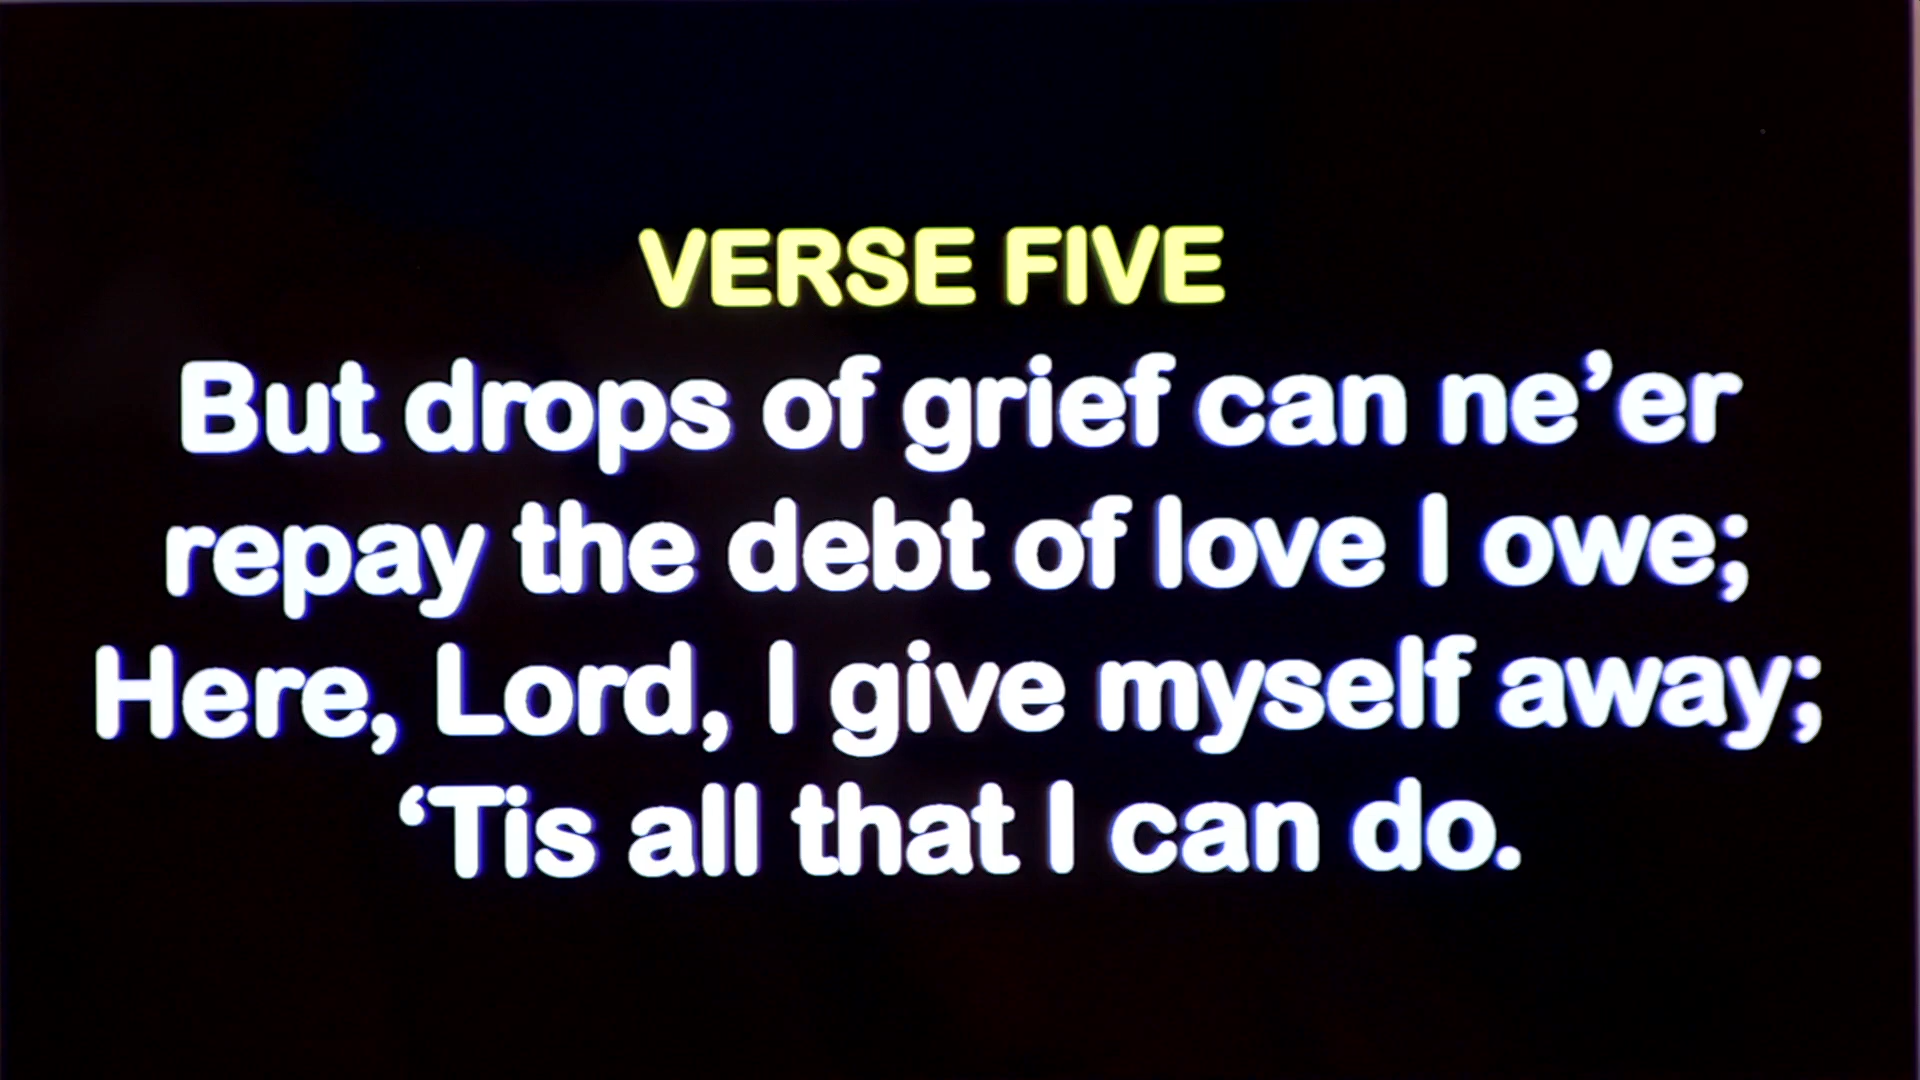 VERSE FIVE
But drops of grief can ne’er
repay the debt of love I owe;
Here, Lord, I give myself away;
‘Tis all that I can do.